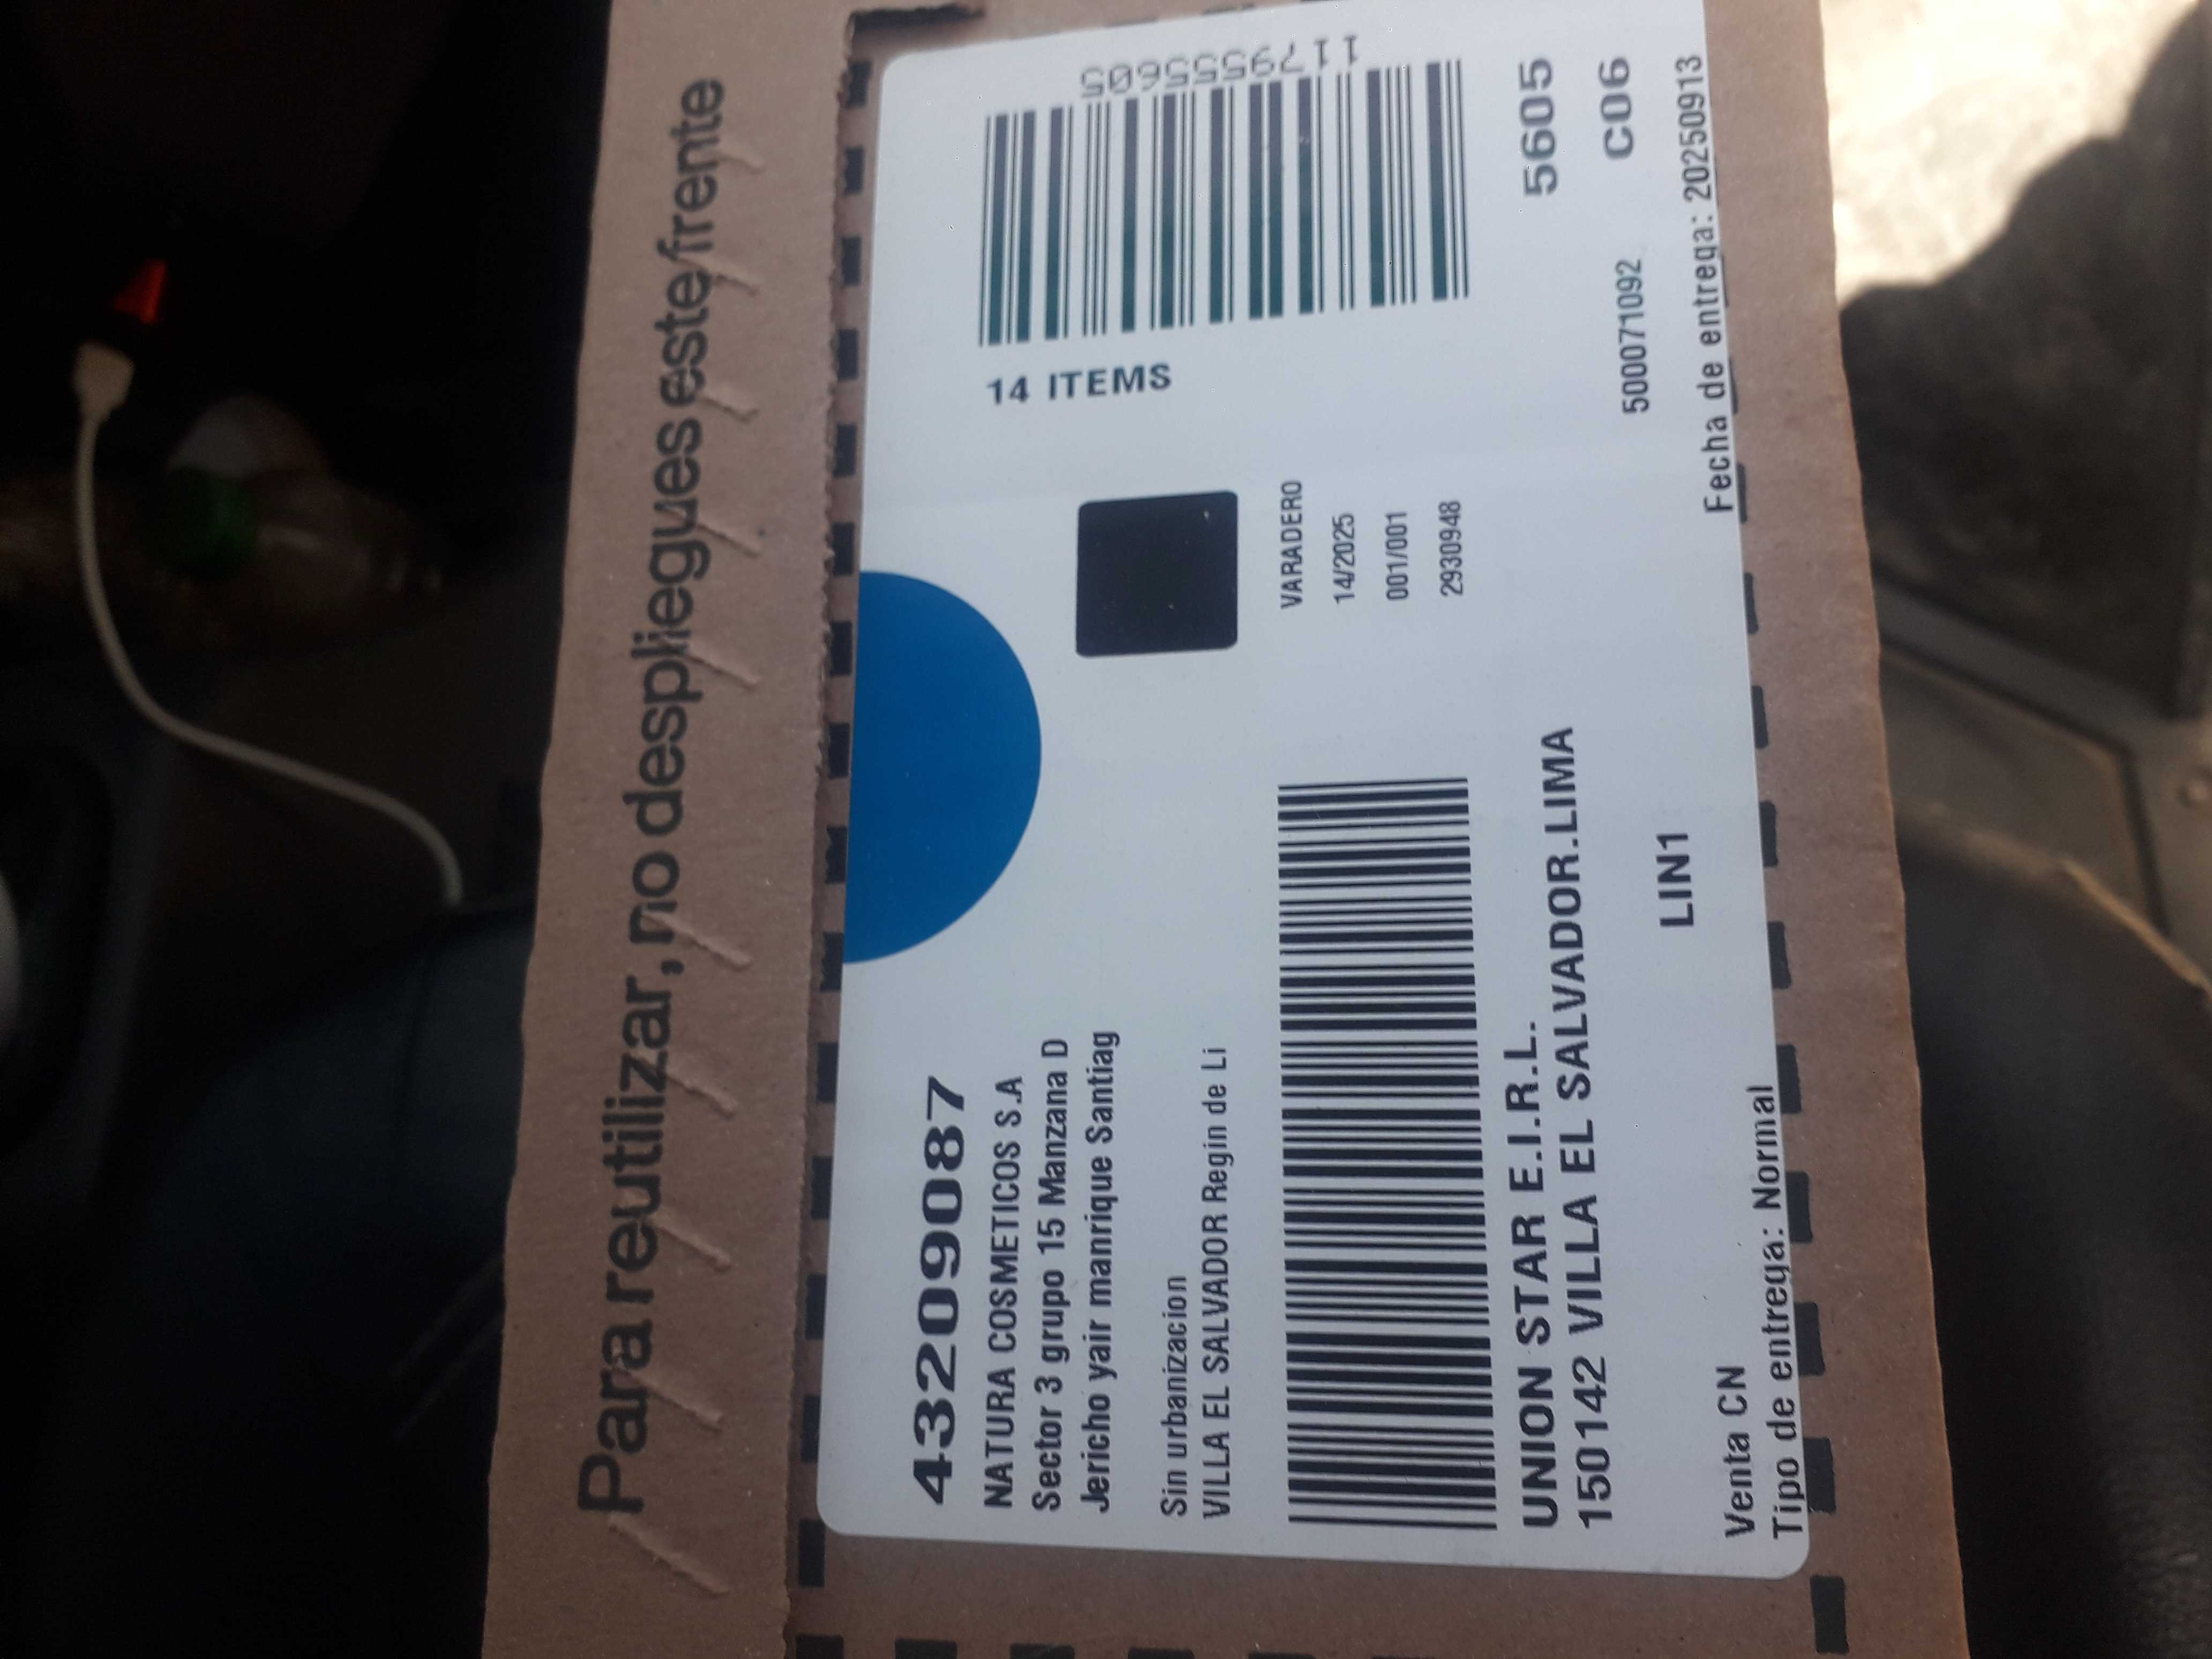 Para reutilizar, no despliegues este frente
43209087
NATURA COSMETICOS S.A
Sector 3 grupo 15 Manzana D
Jericho yair manrique Santiag
Sin urbanizacion
VILLA EL SALVADOR Regin de Li
14 ITEMS
1179555605
VARADERO
14/2025
001/001
2930948
UNION STAR E.I.R.L.
150142 VILLA EL SALVADOR.LIMA
5605
LIN1
500071092
C06
Venta CN
Tipo de entrega: Normal
Fecha de entrega: 20250913